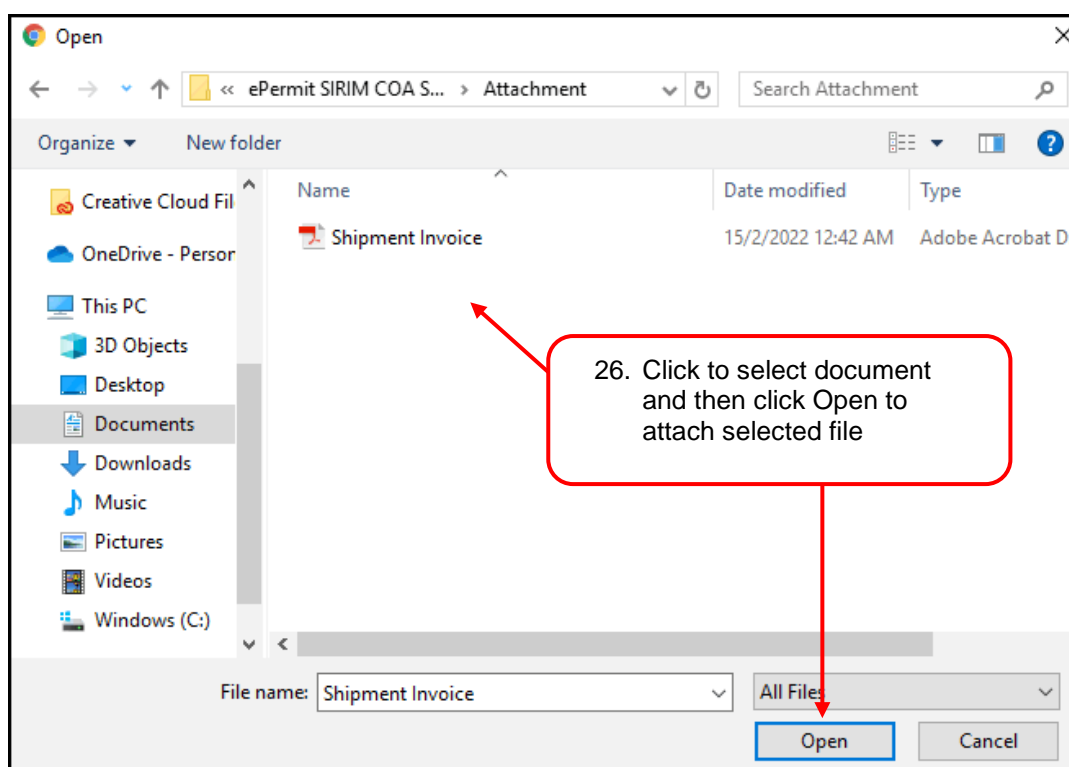 Open
« ePermit SIRIM COA S... › Attachment
Search Attachment
Organize
New folder
?
Name
Date modified
Type
Creative Cloud Fil
Shipment Invoice
15/2/2022 12:42 AM
Adobe Acrobat D
OneDrive - Person
This PC
3D Objects
Desktop
Documents
Downloads
Music
Pictures
Videos
Windows (C:)
26. Click to select document
and then click Open to
attach selected file
File name:
Shipment Invoice
All Files
Open
Cancel